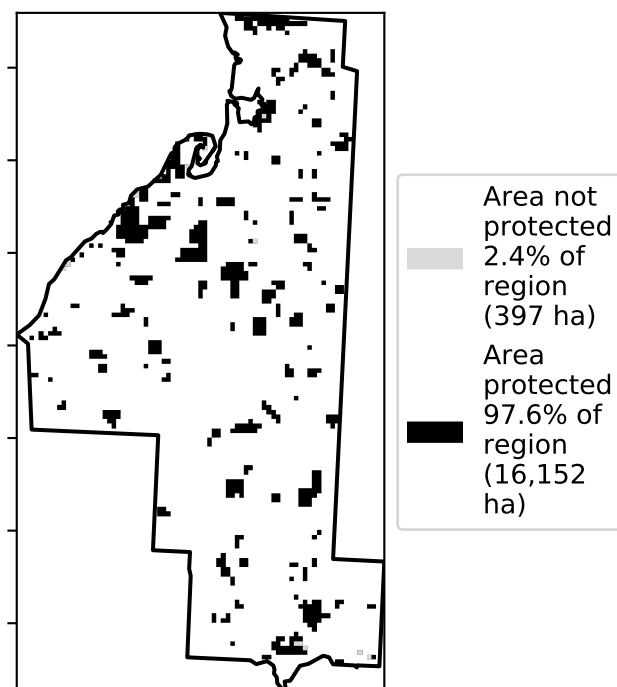 Area not
protected
2.4% of
region
(397 ha)
Area
protected
97.6% of
region
(16,152
ha)